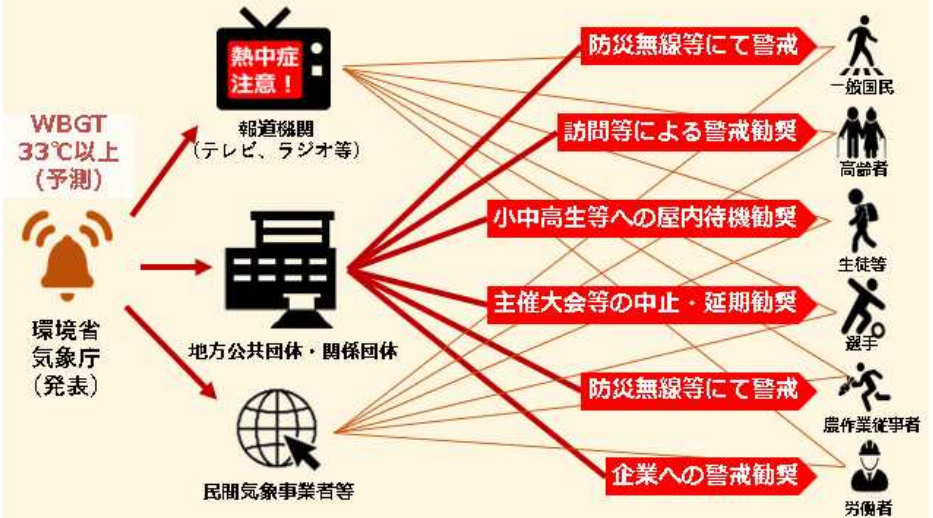 WBGT
33℃以上
(予測)
環境省
気象庁
(発表)
熱中症
注意！
報道機関
(テレビ、ラジオ等)
地方公共団体・関係団体
民間気象事業者等
防災無線等にて警戒
訪問等による警戒勧奨
小中高生等への屋内待機勧奨
主催大会等の中止・延期勧奨
防災無線等にて警戒
企業への警戒勧奨
一般国民
高齢者
生徒等
選手
農作業従事者
労働者